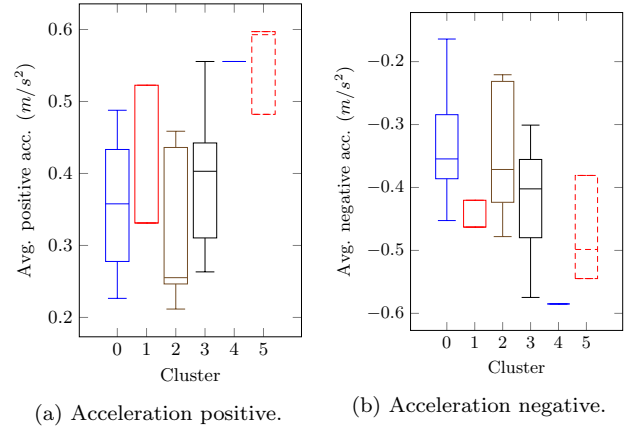 0.6
0.5
0.4
0.3
0.2
Avg. positive acc. (m/s²)
0 1 2 3 4 5
Cluster
(a) Acceleration positive.
−0.2
−0.3
−0.4
−0.5
−0.6
Avg. negative acc. (m/s²)
0 1 2 3 4 5
Cluster
(b) Acceleration negative.